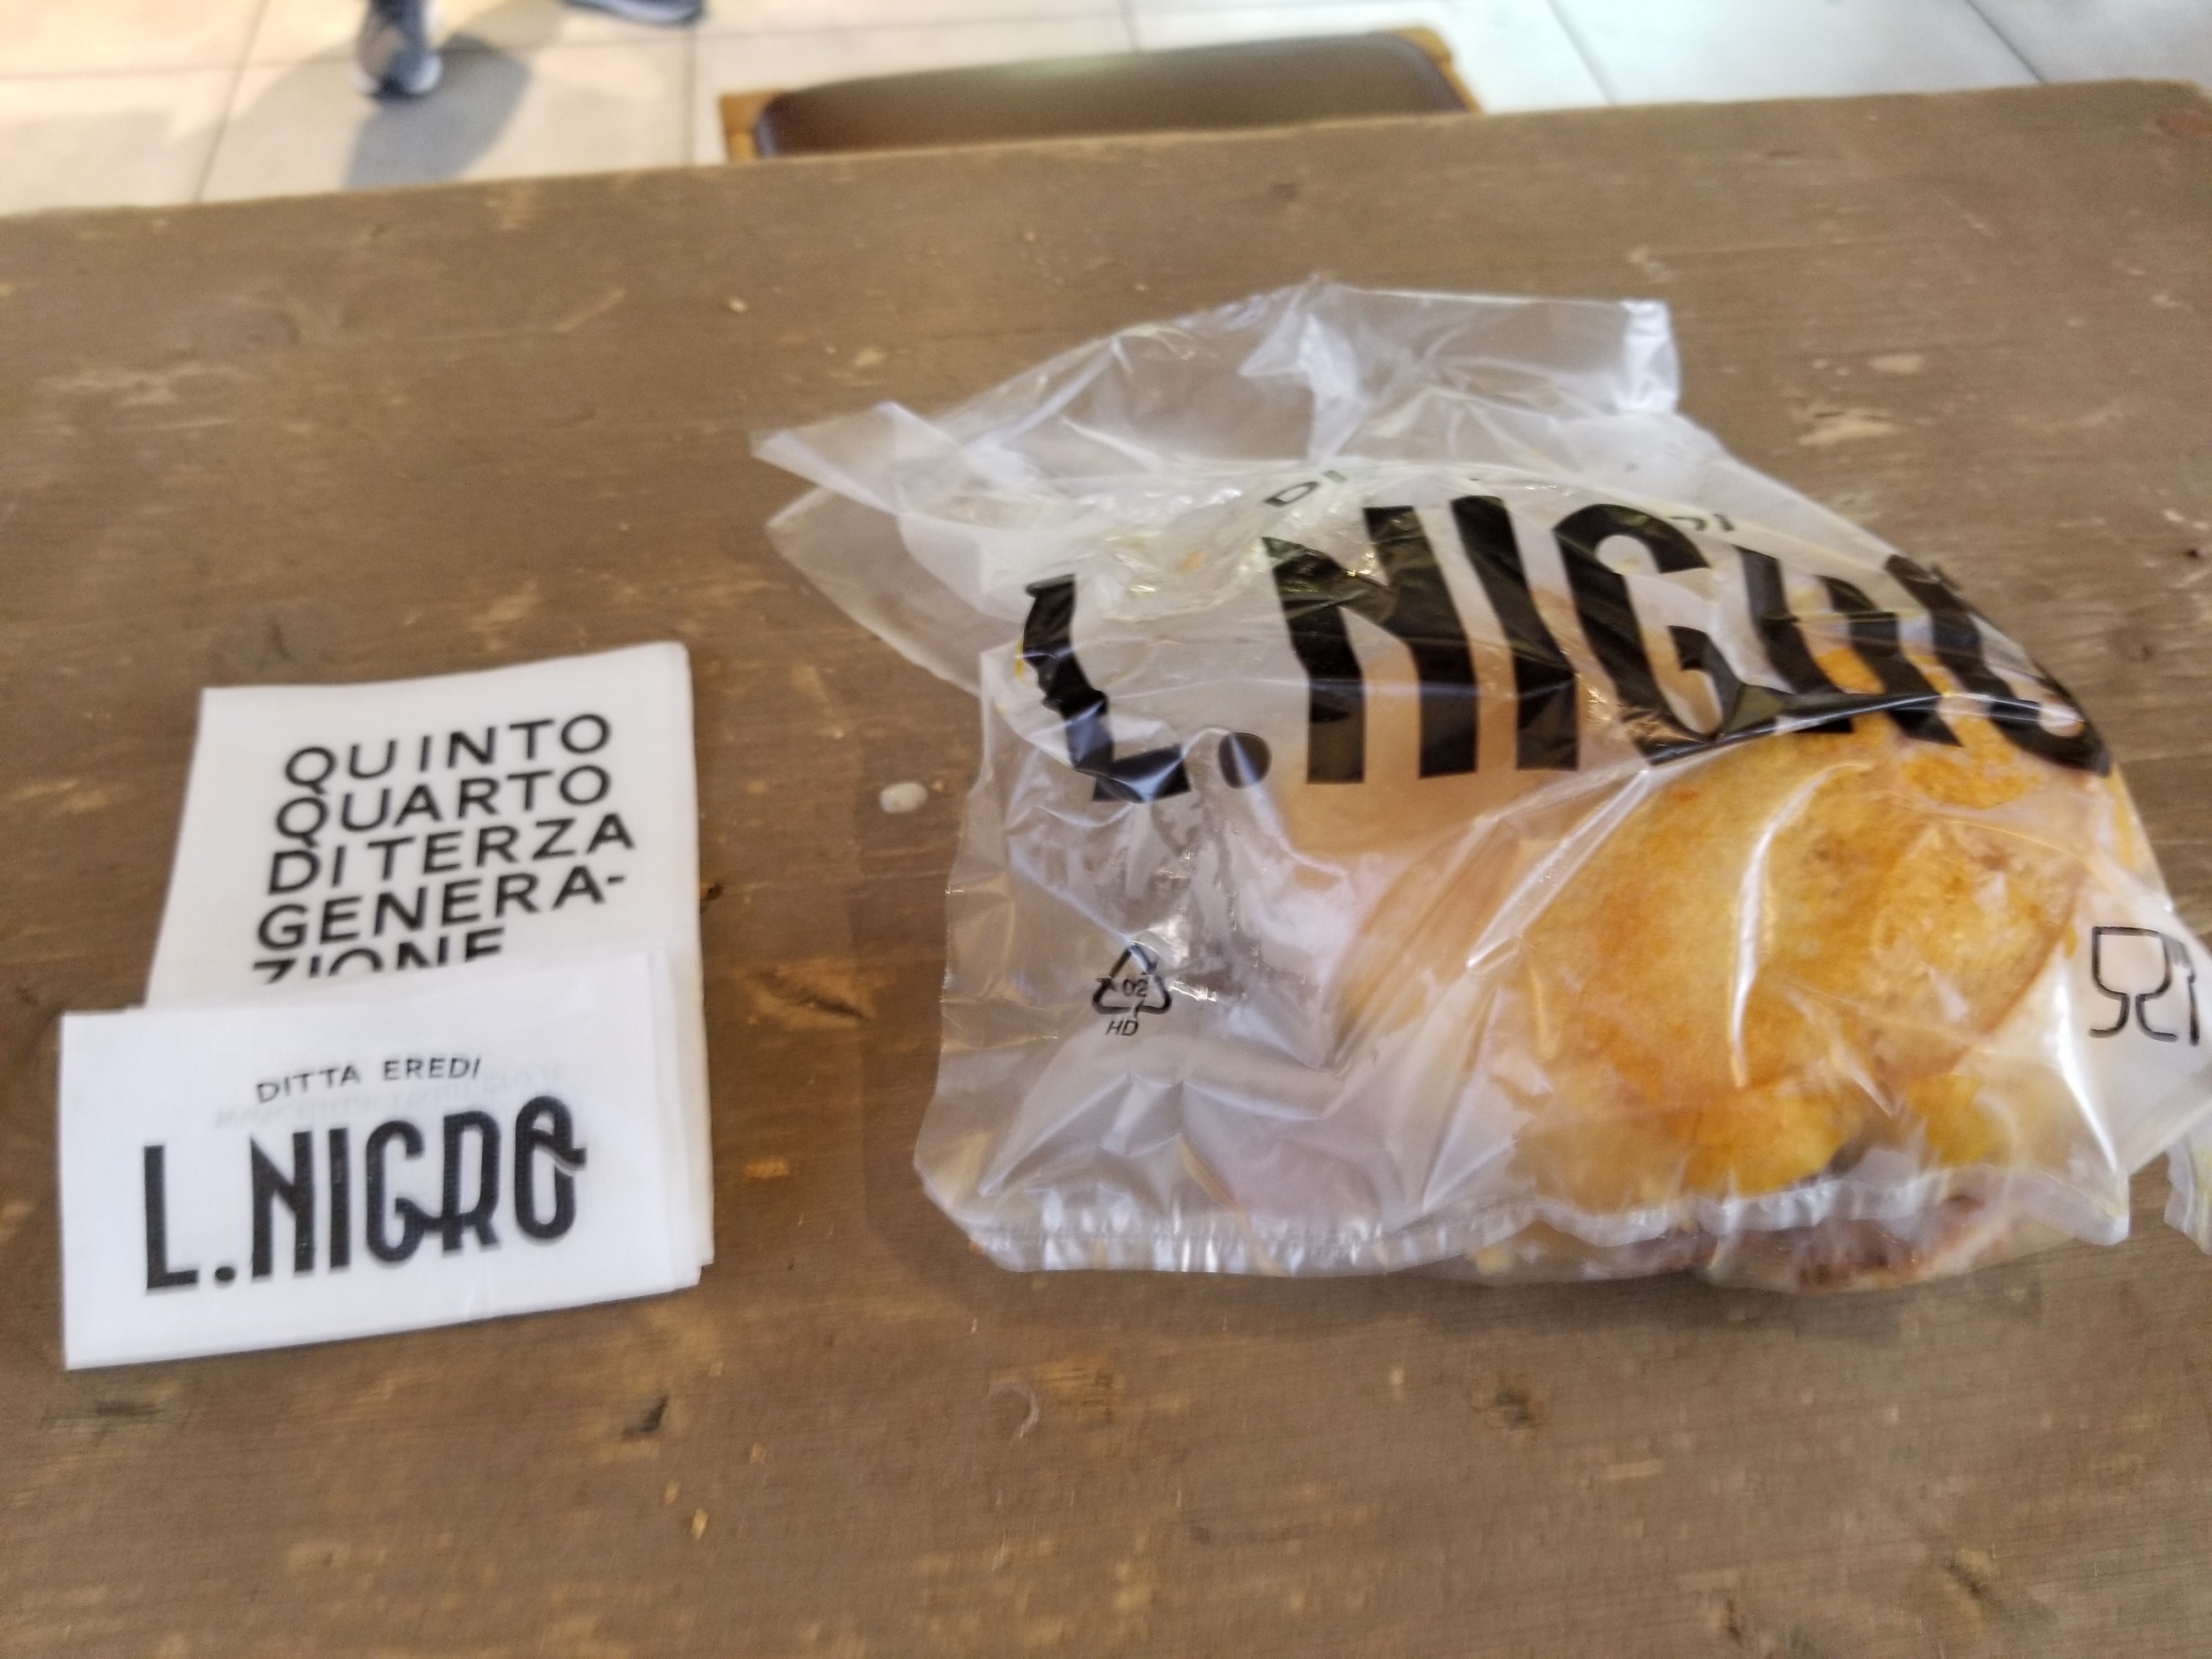 QUINTO
QUARTO
DI TERZA
GENERA-
ZIONE
DITTA EREDI
L.NIGRO
L.NIGRO
02
HD